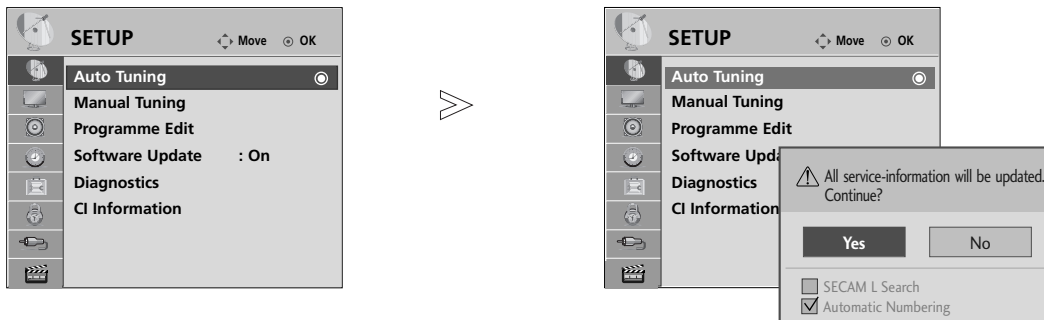 SETUP Move OK
Auto Tuning
Manual Tuning
Programme Edit
Software Update : On
Diagnostics
CI Information
SETUP Move OK
Auto Tuning
Manual Tuning
Programme Edit
Software Upda
Diagnostics
CI Information
All service-information will be updated.
Continue?
Yes No
SECAM L Search
Automatic Numbering